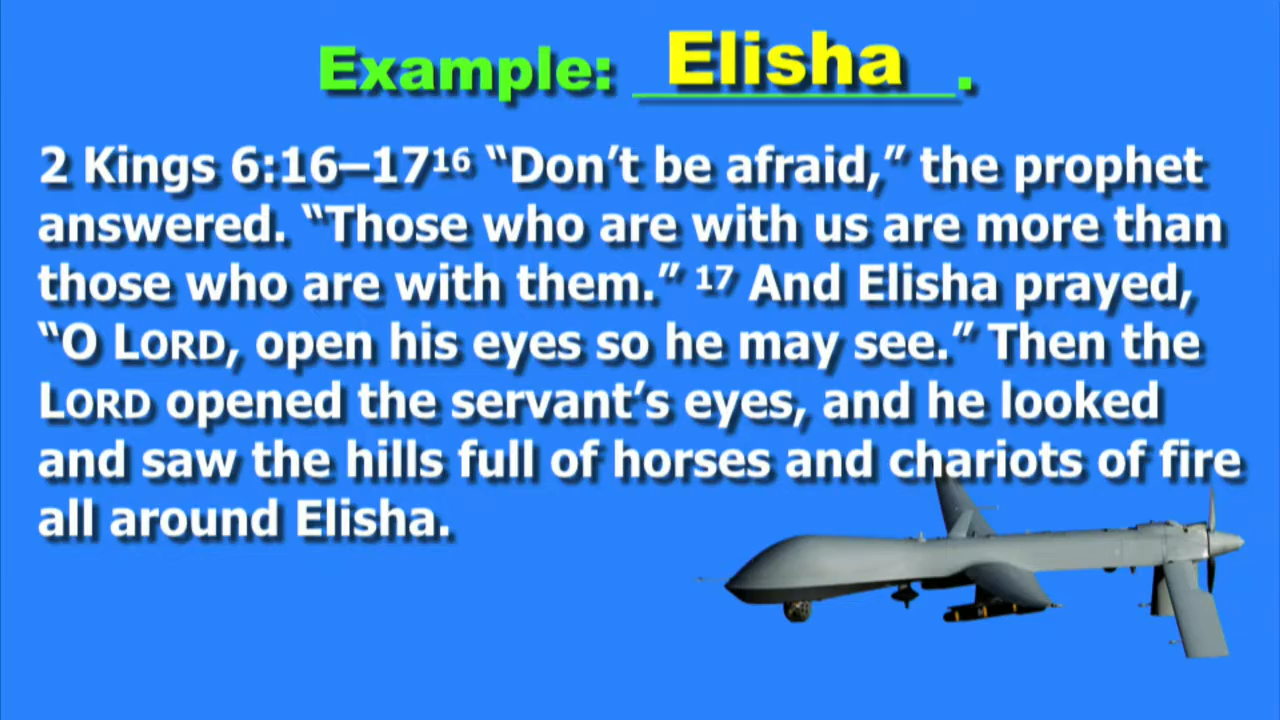 Example: Elisha.
2 Kings 6:16–17¹⁶ “Don’t be afraid,” the prophet
answered. “Those who are with us are more than
those who are with them.” ¹⁷ And Elisha prayed,
“O LORD, open his eyes so he may see.” Then the
LORD opened the servant’s eyes, and he looked
and saw the hills full of horses and chariots of fire
all around Elisha.